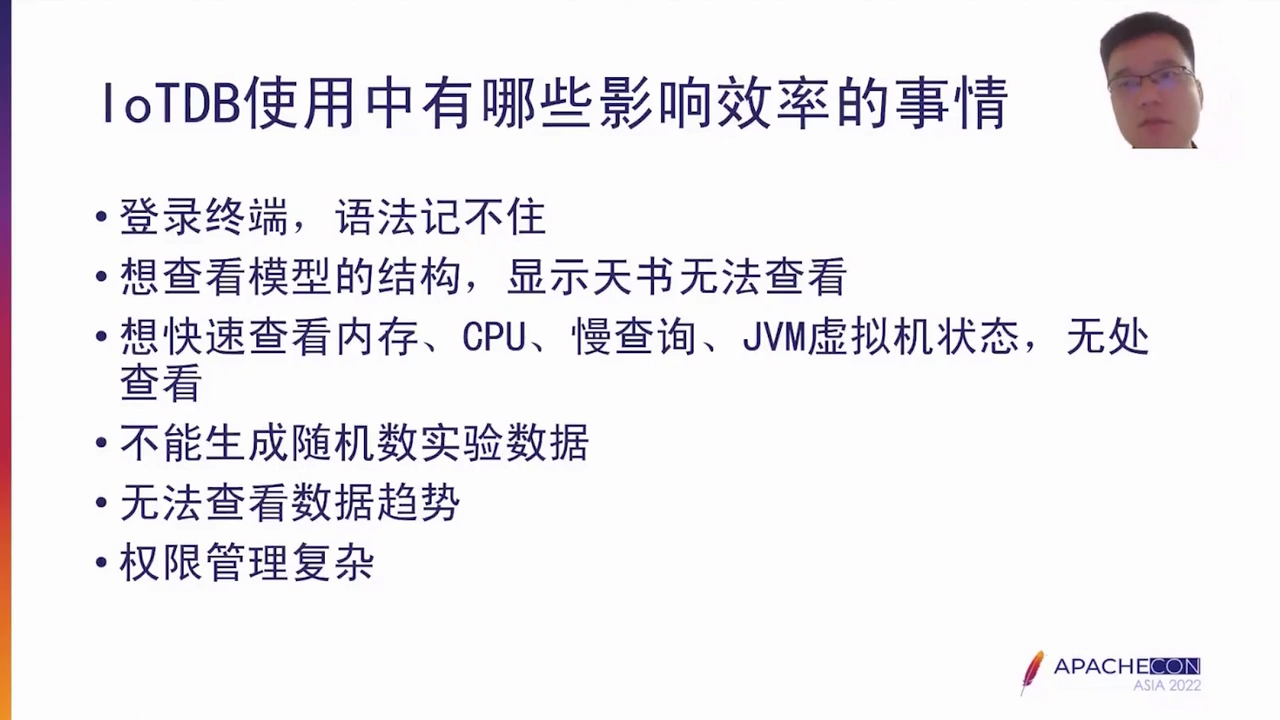 IoTDB使用中有哪些影响效率的事情
• 登录终端，语法记不住
• 想查看模型的结构，显示天书无法查看
• 想快速查看内存、CPU、慢查询、JVM虚拟机状态，无处
查看
• 不能生成随机数实验数据
• 无法查看数据趋势
• 权限管理复杂
APACHECON
ASIA 2022